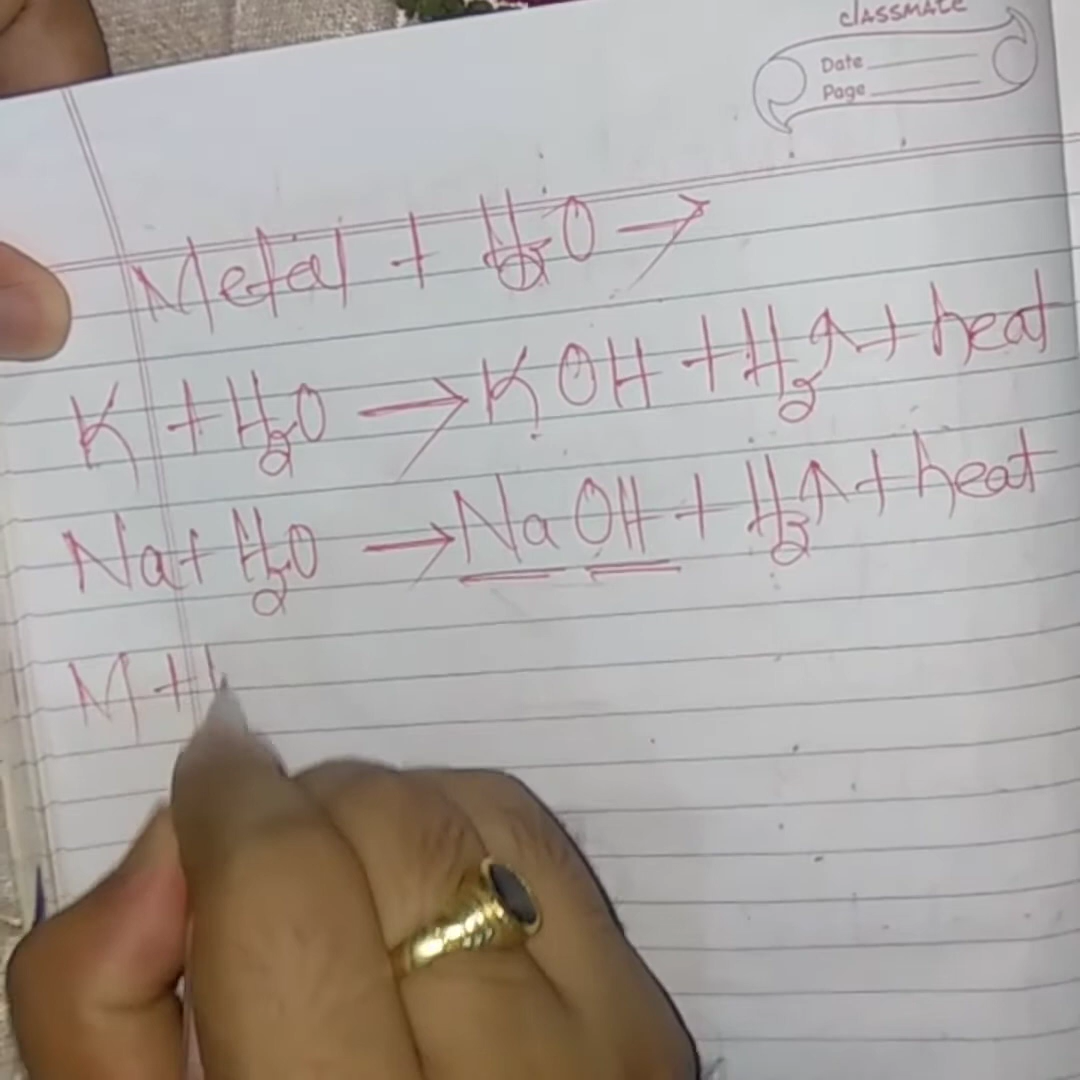 classmate
Date
Page
Metal + H₂O →
K + H₂O → KOH + H₂↑ + heat
Na + H₂O → NaOH + H₂↑ + heat
M + H